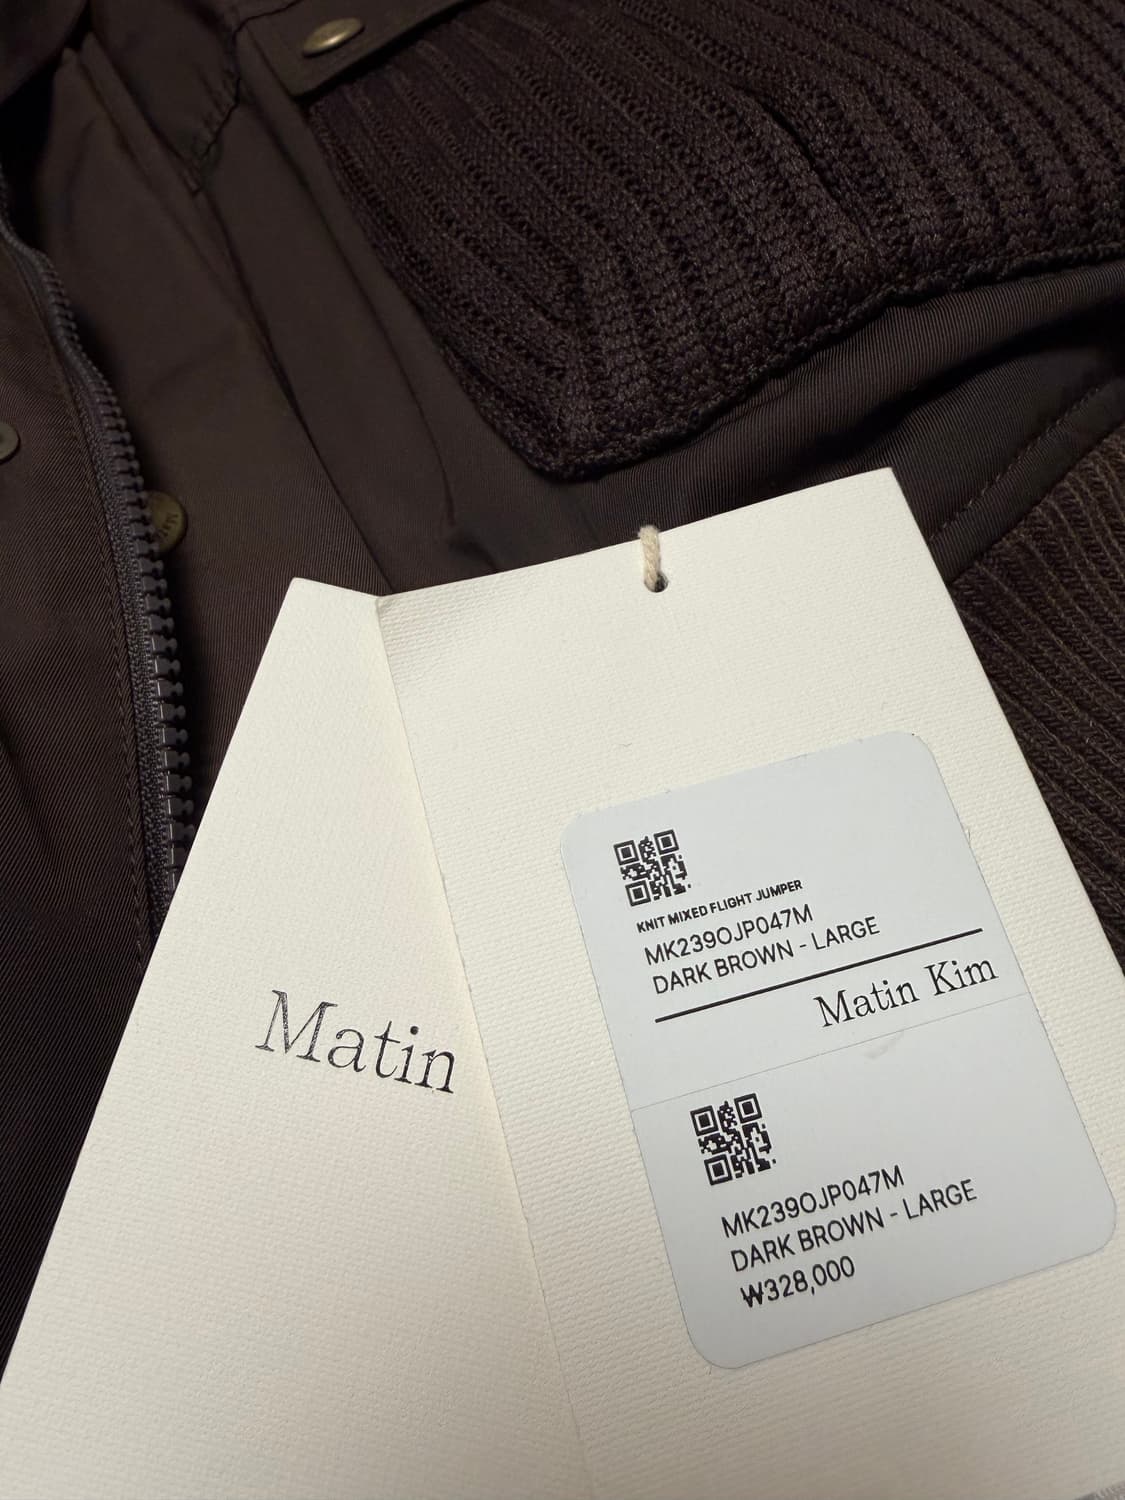 Matin
KNIT MIXED FLIGHT JUMPER
MK239OJP047M
DARK BROWN - LARGE
Matin Kim
MK239OJP047M
DARK BROWN - LARGE
₩328,000